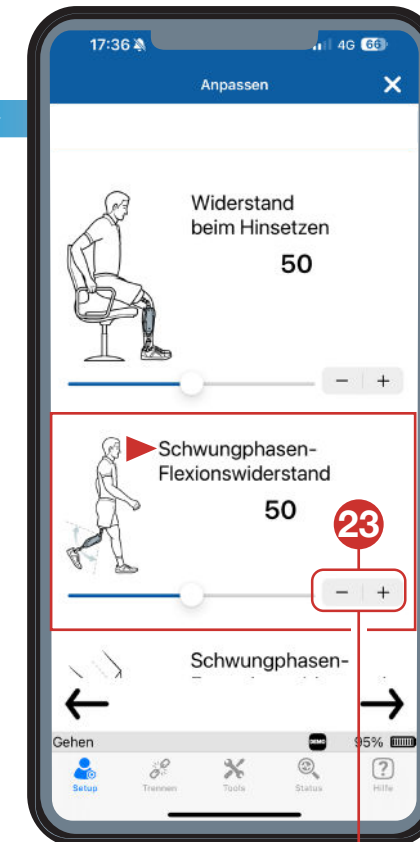 17:36 4G 66
Anpassen
Widerstand
beim Hinsetzen
50
− +
Schwungphasen-
Flexionswiderstand
50
23
− +
Schwungphasen-
Gehen DEMO 95%
Setup Trennen Tools Status Hilfe